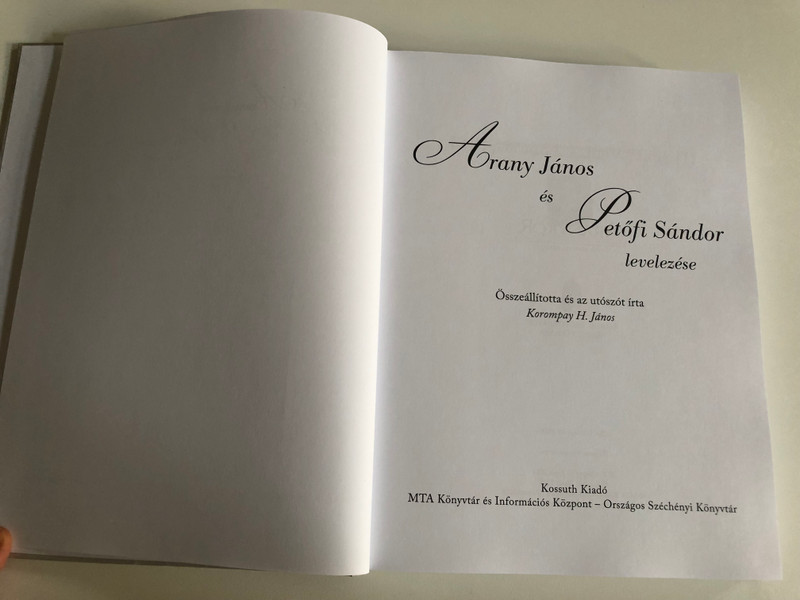 Arany János
és
Petőfi Sándor
levelezése
Összeállította és az utószót írta
Korompay H. János
Kossuth Kiadó
MTA Könyvtár és Információs Központ – Országos Széchényi Könyvtár